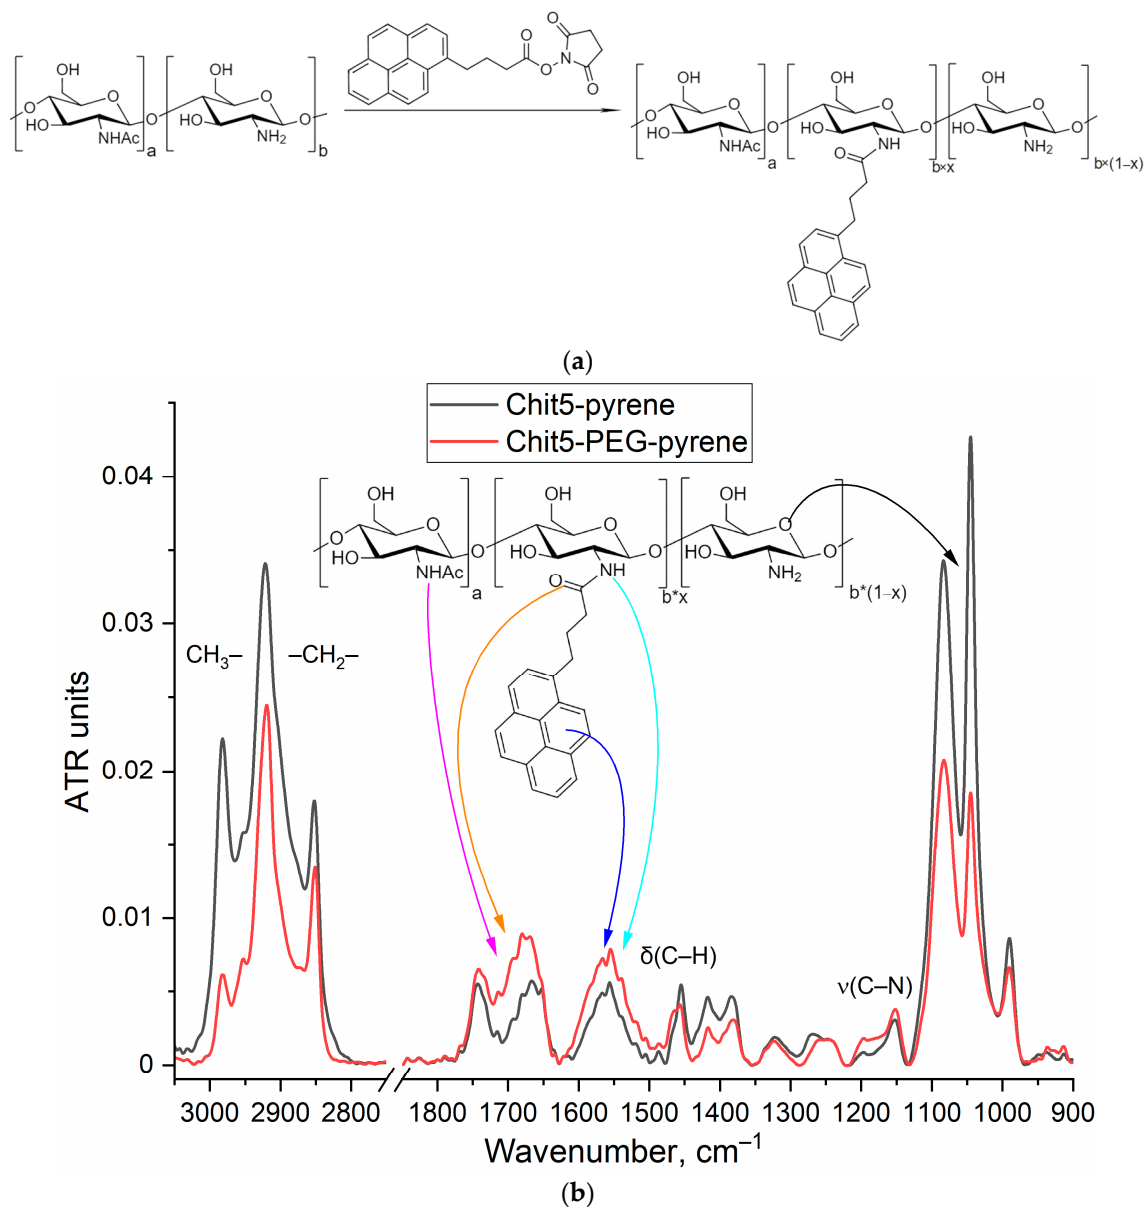 O
O
N
O
O
O
OH
O
O
HO
NHAc
a
O
OH
O
HO
NH2
b
O
OH
O
O
HO
NHAc
a
O
OH
O
HO
NH
O
b×x
O
OH
O
HO
NH2
O
b×(1–x)
(a)
Chit5-pyrene
Chit5-PEG-pyrene
OH
O
O
HO
NHAc
a
O
OH
O
HO
NH
O
b*x
O
OH
O
HO
NH2
O
b*(1–x)
CH3–
–CH2–
δ(C–H)
ν(C–N)
ATR units
0.04
0.03
0.02
0.01
0
3000 2900 2800 1800 1700 1600 1500 1400 1300 1200 1100 1000 900
Wavenumber, cm–1
(b)